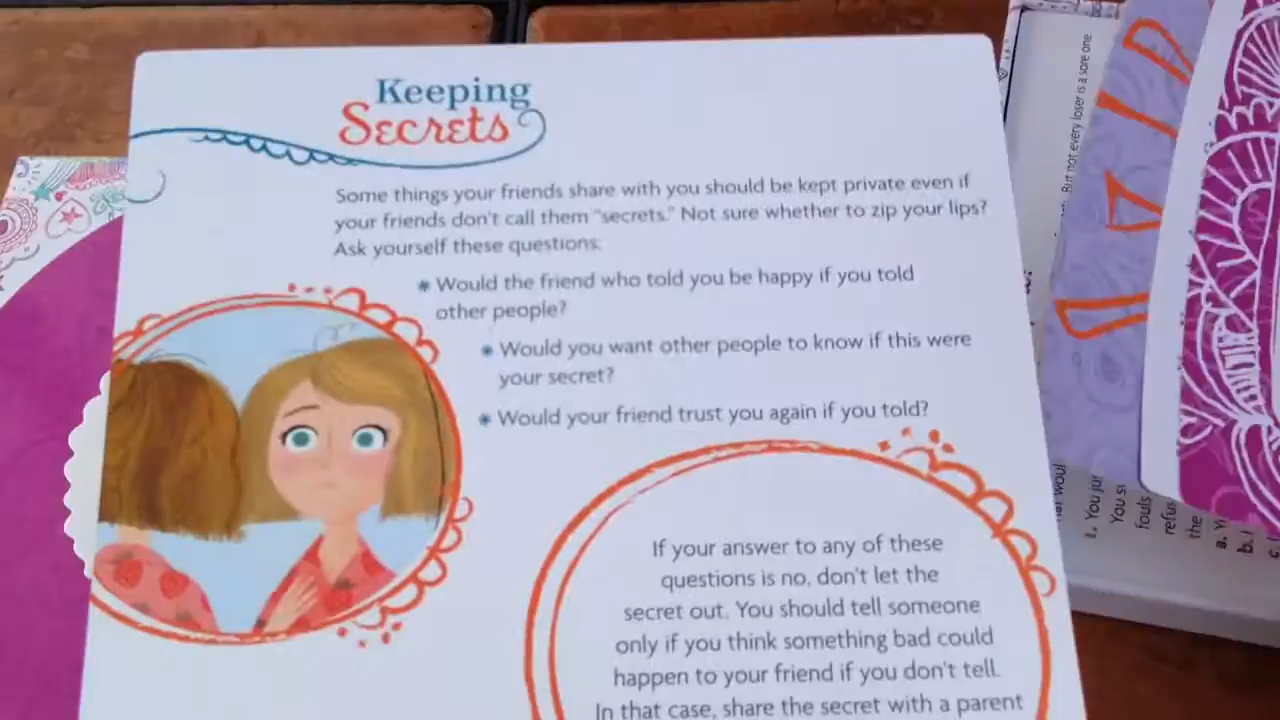 Keeping
Secrets
Some things your friends share with you should be kept private even if
your friends don't call them "secrets." Not sure whether to zip your lips?
Ask yourself these questions:
* Would the friend who told you be happy if you told
other people?
* Would you want other people to know if this were
your secret?
* Would your friend trust you again if you told?
If your answer to any of these
questions is no, don't let the
secret out. You should tell someone
only if you think something bad could
happen to your friend if you don't tell.
In that case, share the secret with a parent
But not every loser is a sore one.
1. You
You
fouls
the
a.
b.
c.